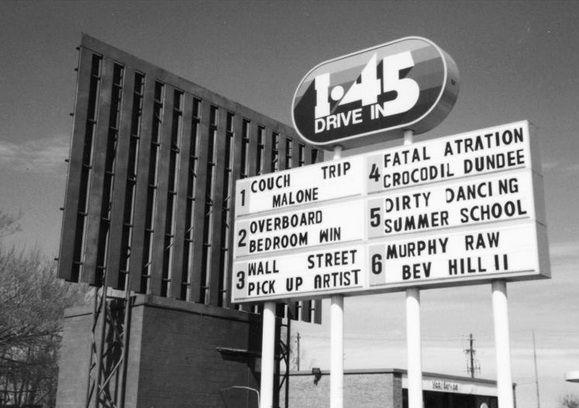 I·45
DRIVE IN
1 COUCH TRIP
MALONE
2 OVERBOARD
BEDROOM WIN
3 WALL STREET
PICK UP ARTIST
4 FATAL ATRATION
CROCODIL DUNDEE
5 DIRTY DANCING
SUMMER SCHOOL
6 MURPHY RAW
BEV HILL II